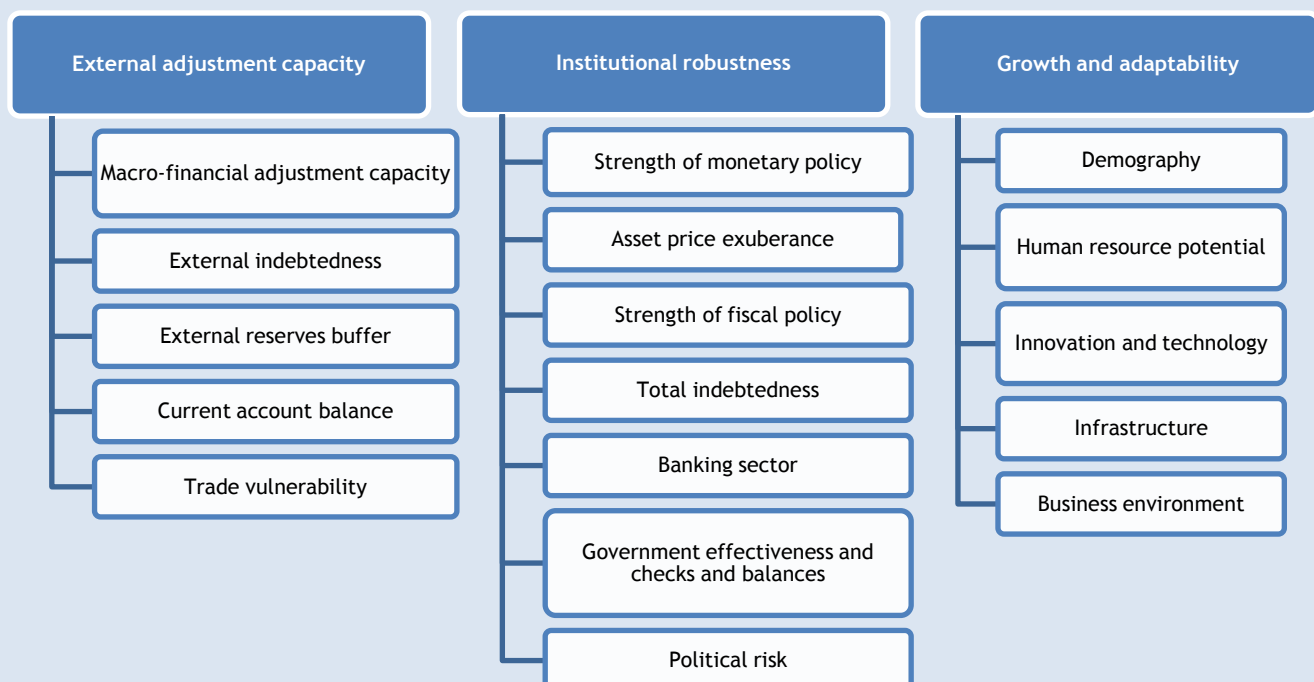 External adjustment capacity
Macro-financial adjustment capacity
External indebtedness
External reserves buffer
Current account balance
Trade vulnerability
Institutional robustness
Strength of monetary policy
Asset price exuberance
Strength of fiscal policy
Total indebtedness
Banking sector
Government effectiveness and
checks and balances
Political risk
Growth and adaptability
Demography
Human resource potential
Innovation and technology
Infrastructure
Business environment